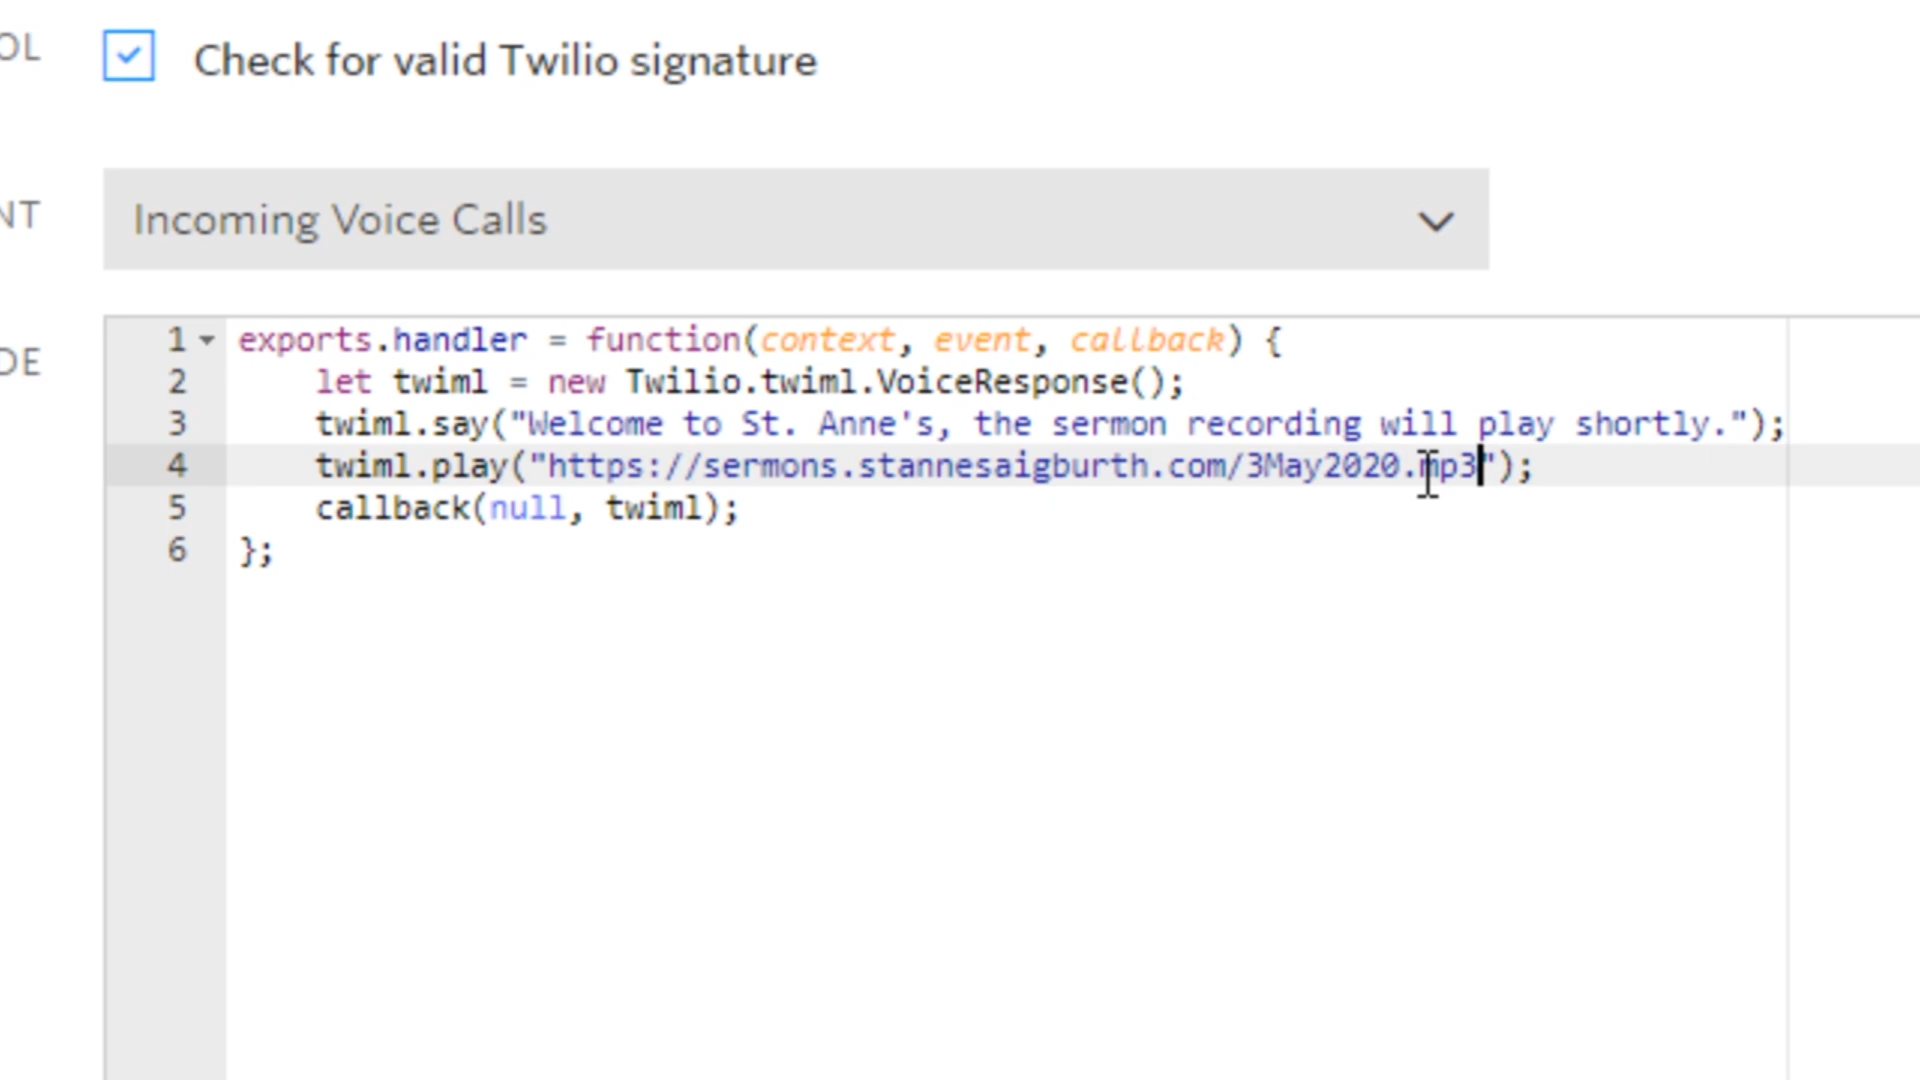 OL
Check for valid Twilio signature
NT
Incoming Voice Calls
DE
1 exports.handler = function(context, event, callback) {
2 let twiml = new Twilio.twiml.VoiceResponse();
3 twiml.say("Welcome to St. Anne's, the sermon recording will play shortly.");
4 twiml.play("https://sermons.stannesaigburth.com/3May2020.mp3");
5 callback(null, twiml);
6 };